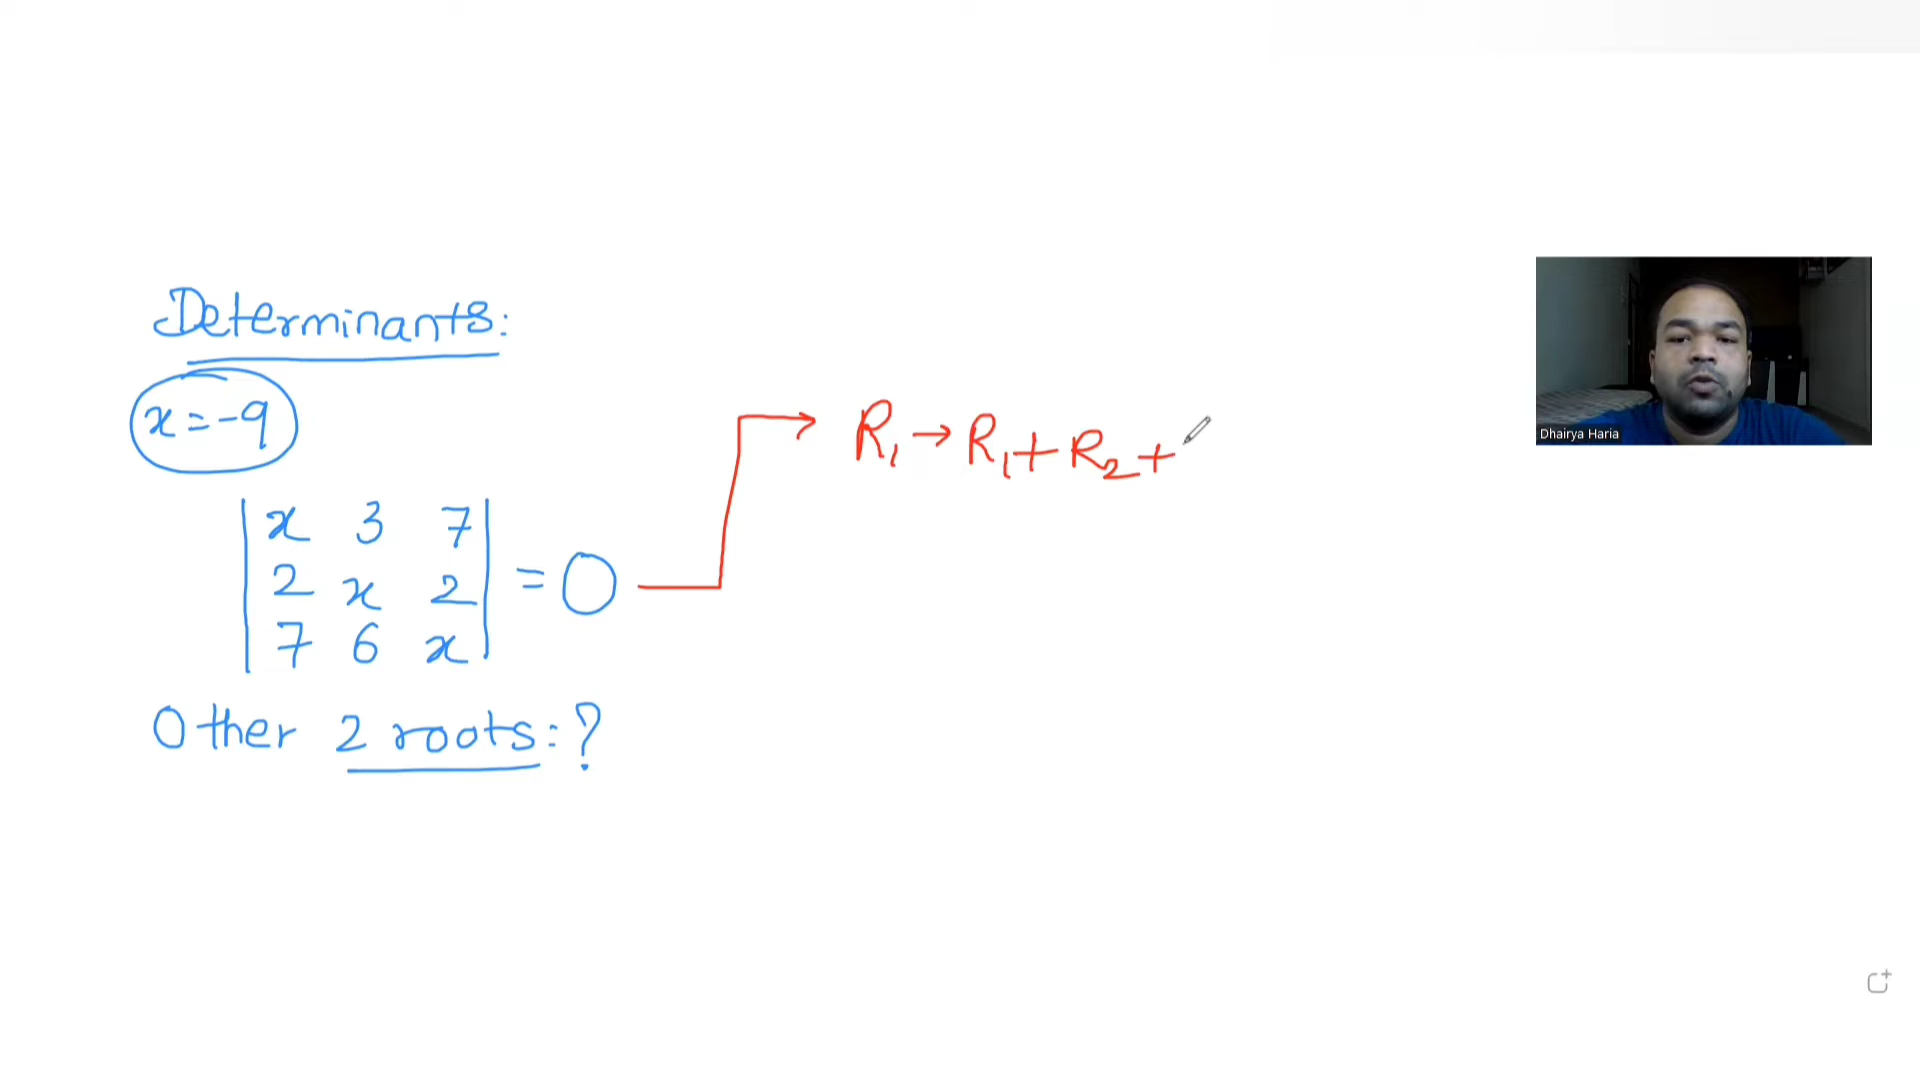 Determinants:
x = -9
x 3 7
2 x 2 = 0
7 6 x
Other 2 roots: ?
R₁ → R₁ + R₂ +
Dhairya Haria